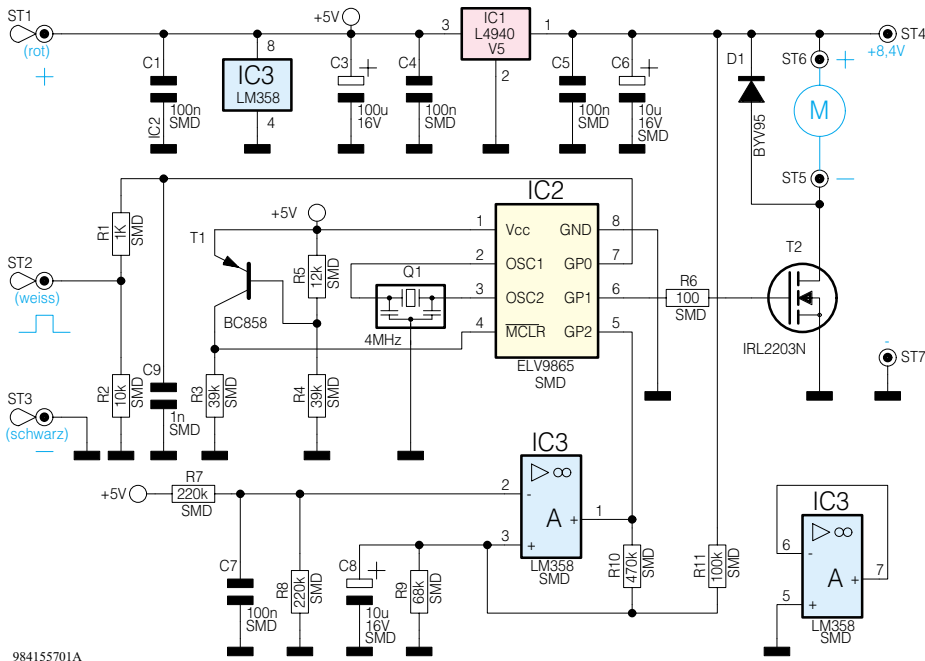 ST1
(rot)
+
+5V
3
IC1
L4940
V5
1
2
ST4
+8,4V
C1
100n
SMD
IC2
8
IC3
LM358
4
C3
+
100u
16V
C4
100n
SMD
C5
100n
SMD
C6
+
10u
16V
SMD
D1
BYV95
ST6
+
M
ST5
—
R1
1K
SMD
ST2
(weiss)
R2
10k
SMD
ST3
(schwarz)
—
C9
1n
SMD
T1
BC858
+5V
R5
12k
SMD
R3
39k
SMD
R4
39k
SMD
Q1
4MHz
IC2
1
Vcc
GND
8
2
OSC1
GP0
7
3
OSC2
GP1
6
4
MCLR
GP2
5
ELV9865
SMD
R6
100
SMD
T2
IRL2203N
-
ST7
+5V
R7
220k
SMD
C7
100n
SMD
R8
220k
SMD
C8
+
10u
16V
SMD
R9
68k
SMD
IC3
2
▷ ∞
-
A
+
1
3
+
LM358
SMD
R10
470k
SMD
R11
100k
SMD
IC3
6
▷ ∞
-
A
+
7
5
+
LM358
SMD
984155701A